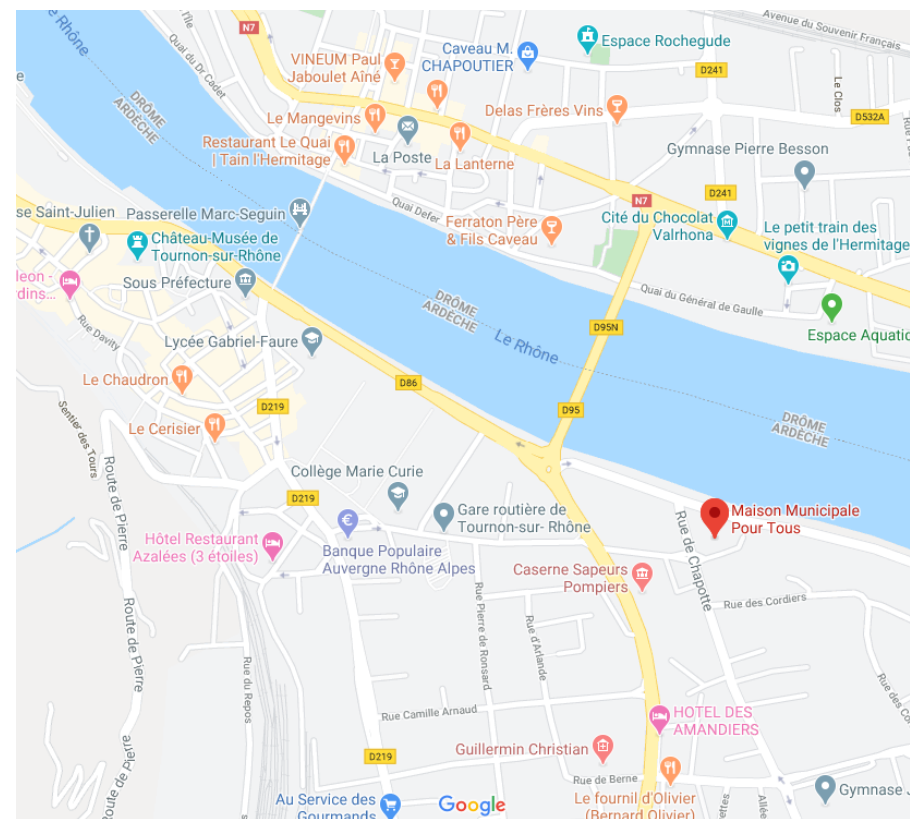 Avenue du Souvenir Français
N7
Rhône
Quai du Dr Cadet
l'île
Espace Rochegude
Caveau M.
CHAPOUTIER
VINEUM Paul
Jaboulet Aîné
D241
Le Clos
D532A
Delas Frères Vins
Le Mangevins
Restaurant Le Quai
| Tain l'Hermitage
La Poste
La Lanterne
Gymnase Pierre Besson
DRÔME
ARDÈCHE
N7
D241
Quai Defer
se Saint-Julien
Passerelle Marc-Seguin
Ferraton Père
& Fils Caveau
Cité du Chocolat
Valrhona
Le petit train des
vignes de l'Hermitage
Château-Musée de
Tournon-sur-Rhône
leon -
rdins...
Sous Préfecture
DRÔME
ARDÈCHE
Quai du Général de Gaulle
Rue Davity
Lycée Gabriel-Faure
Le Rhône
D95N
Espace Aquatic
Le Chaudron
D86
D219
D95
DRÔME
ARDÈCHE
Sentier des Tours
Le Cerisier
Route de Pierre
Collège Marie Curie
D219
Gare routière de
Tournon-sur- Rhône
Maison Municipale
Pour Tous
Hôtel Restaurant
Azalées (3 étoiles)
Banque Populaire
Auvergne Rhône Alpes
Rue de Chapotte
Caserne Sapeurs
Pompiers
Rue des Cordiers
Route de Pierre
Rue Pierre de Ronsard
Rue d'Arlande
Rue du Repos
Rue Camille Arnaud
HOTEL DES
AMANDIERS
Rue des Co
Route de Pierre
D219
Guillermin Christian
Rue de Berne
Allée
Gymnase J
Au Service des
Gourmands
Google
Le fournil d'Olivier
(Bernard Olivier)